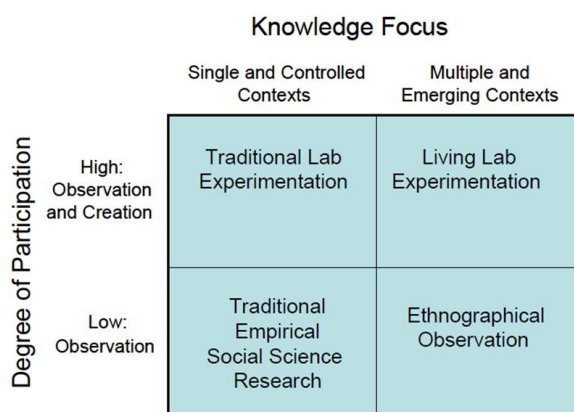 Knowledge Focus
Single and Controlled
Contexts
Multiple and
Emerging Contexts
Degree of Participation
High:
Observation
and Creation
Traditional Lab
Experimentation
Living Lab
Experimentation
Low:
Observation
Traditional
Empirical
Social Science
Research
Ethnographical
Observation